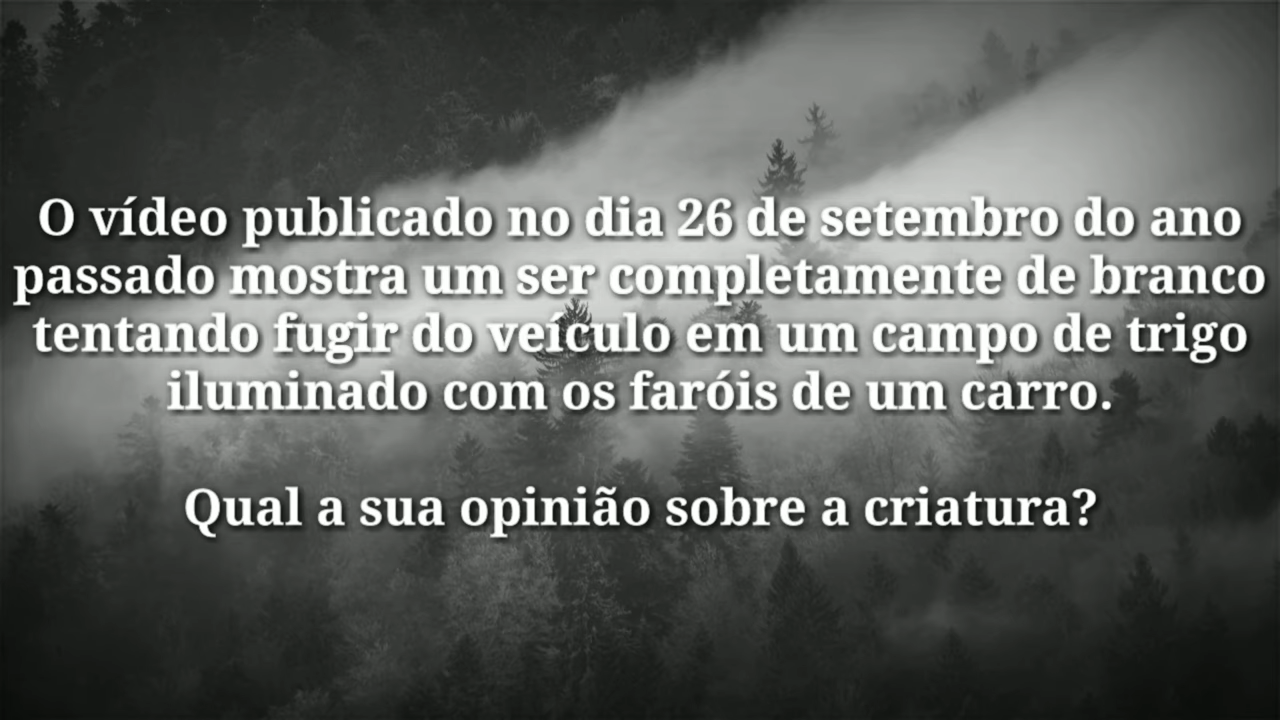 O vídeo publicado no dia 26 de setembro do ano
passado mostra um ser completamente de branco
tentando fugir do veículo em um campo de trigo
iluminado com os faróis de um carro.
Qual a sua opinião sobre a criatura?